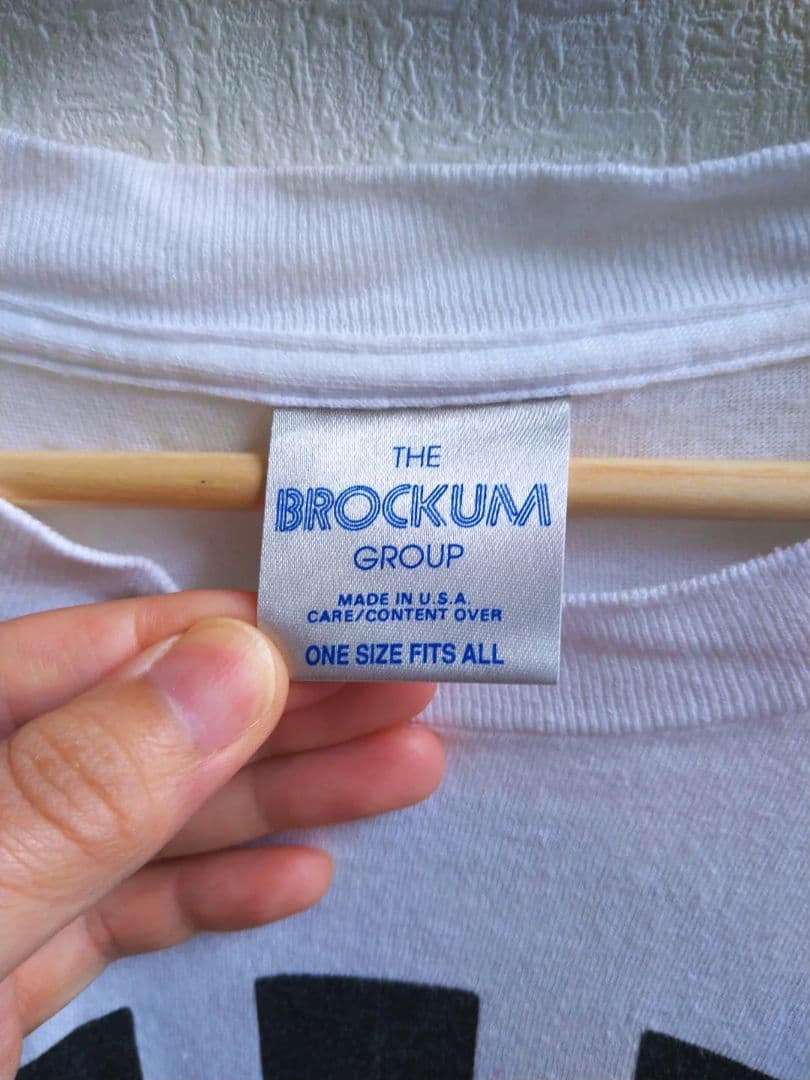 THE
BROCKUM
GROUP
MADE IN U.S.A.
CARE/CONTENT OVER
ONE SIZE FITS ALL